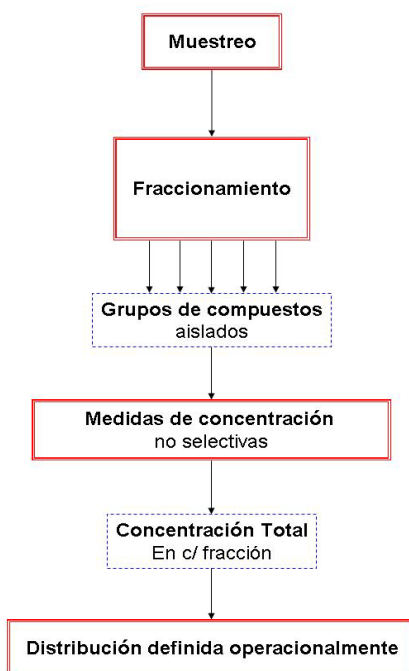 Muestreo
Fraccionamiento
Grupos de compuestos
aislados
Medidas de concentración
no selectivas
Concentración Total
En c/ fracción
Distribución definida operacionalmente